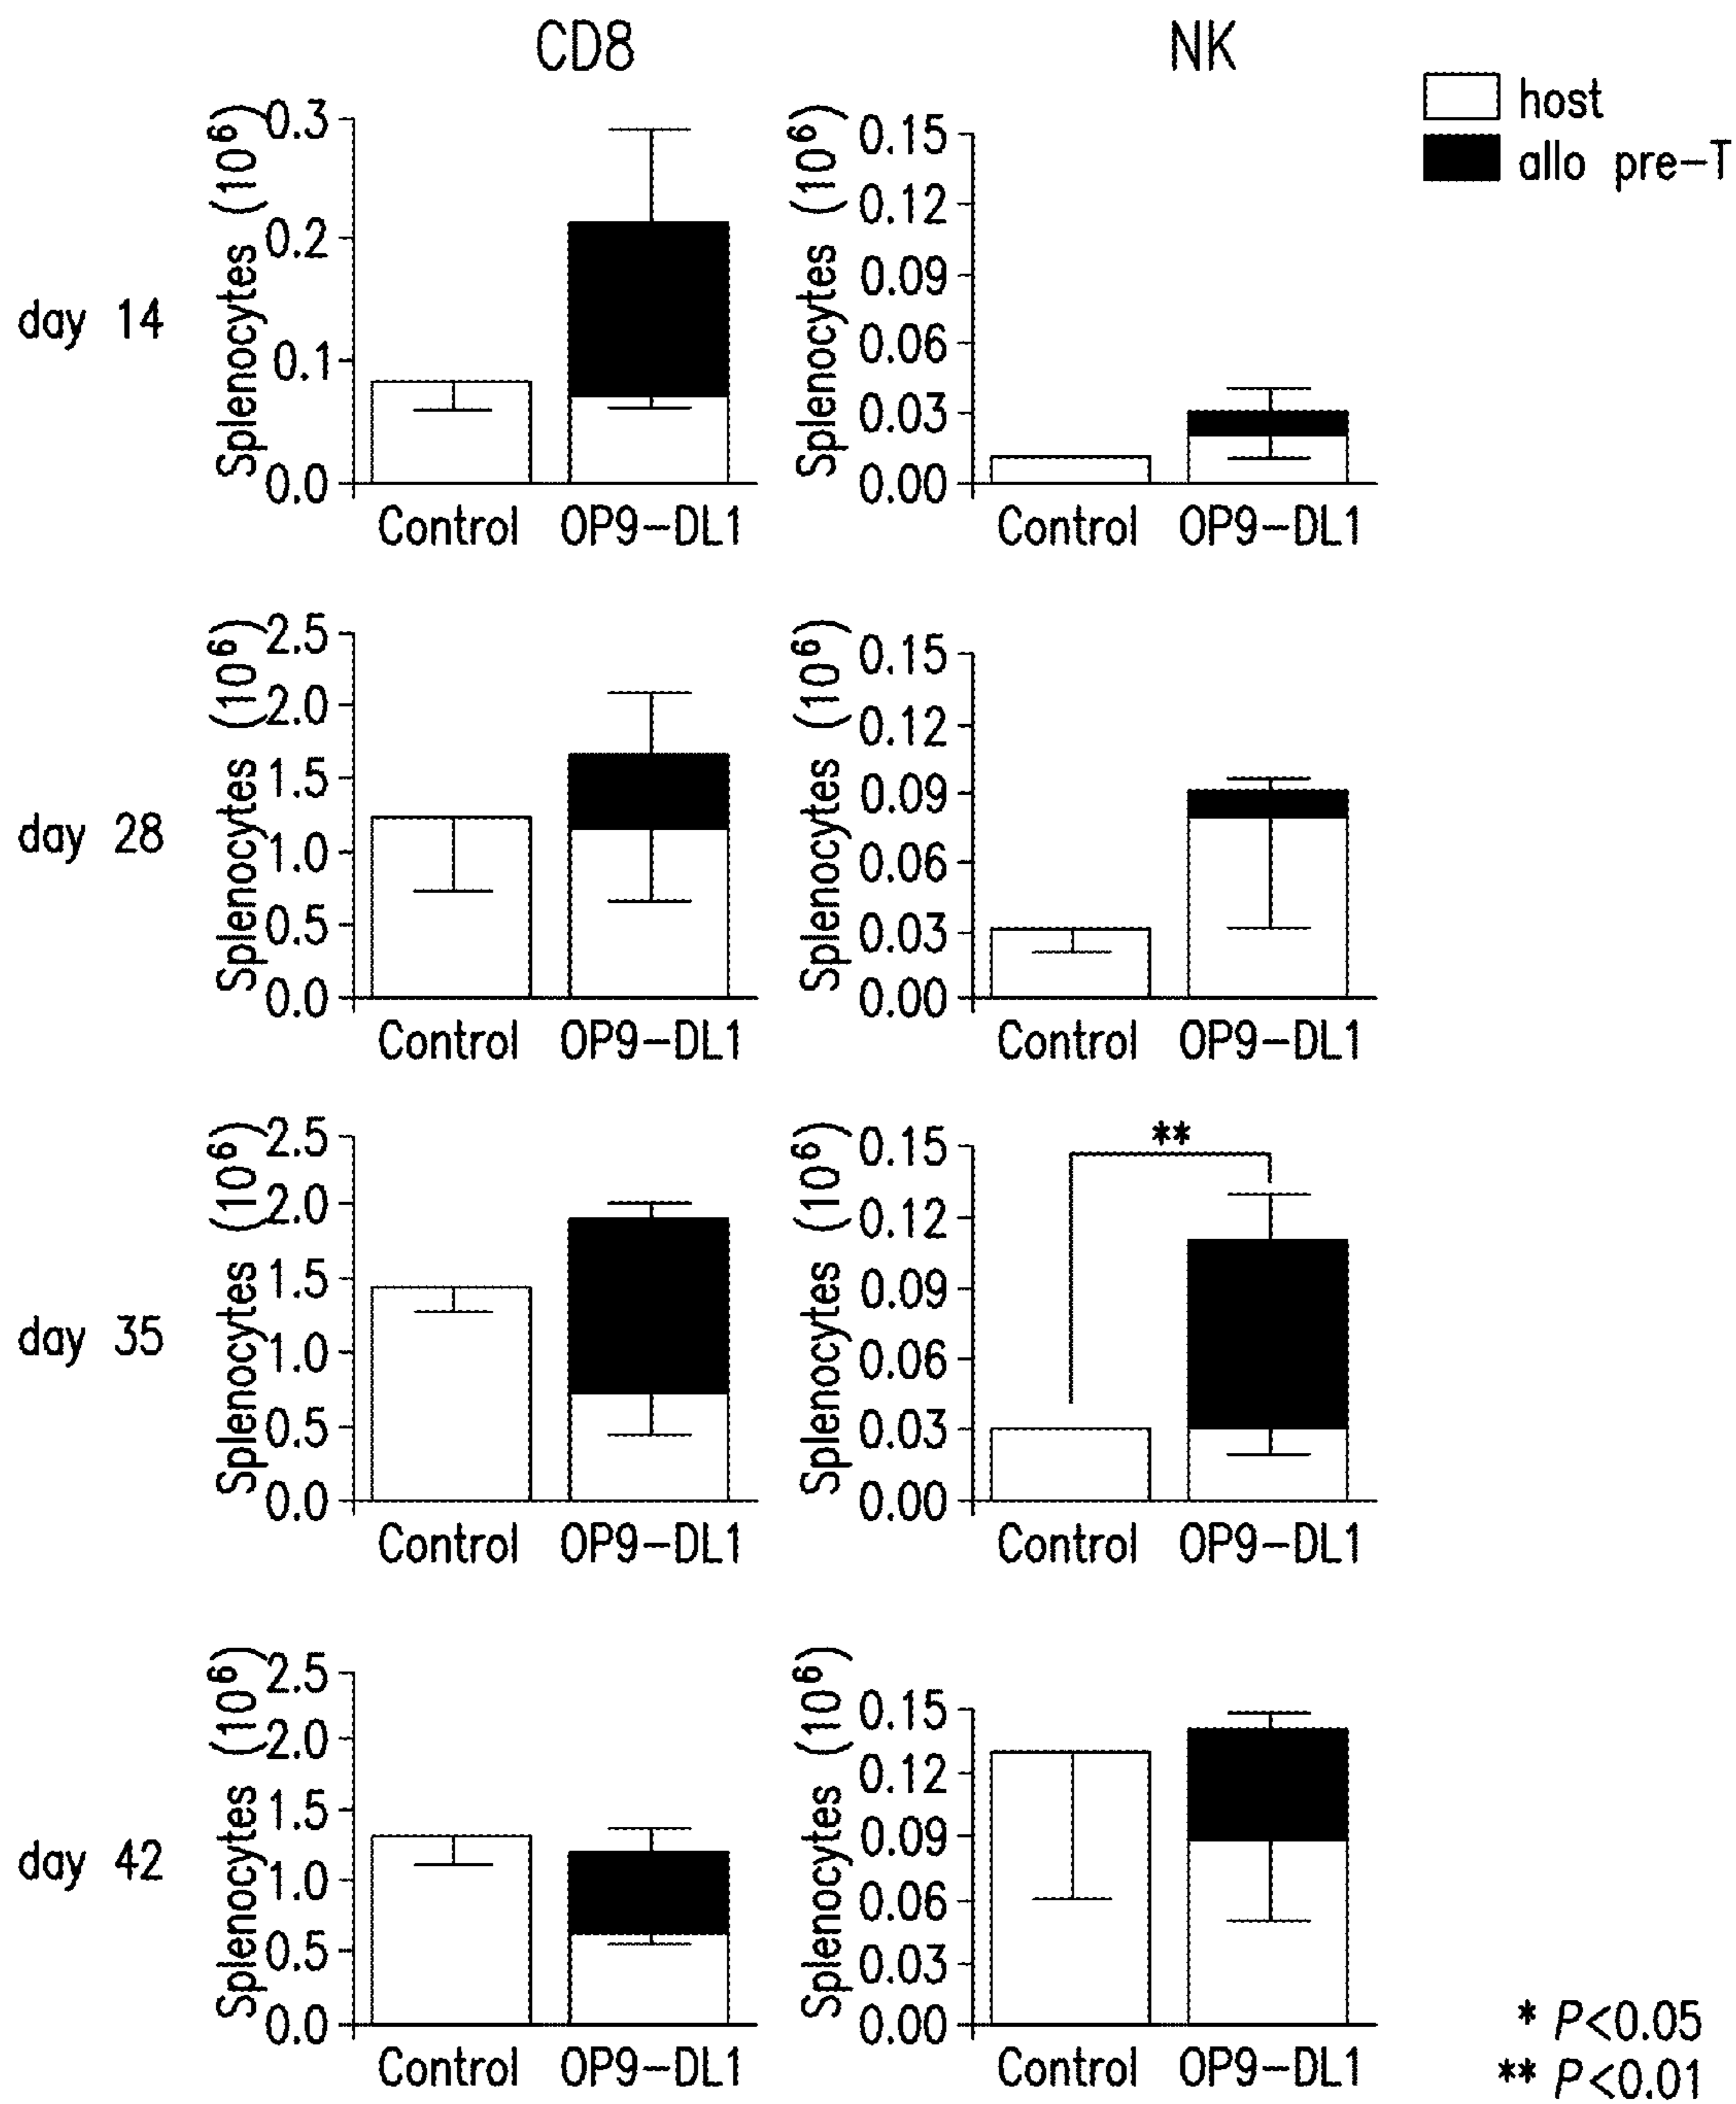 CD8
NK
host
allo pre-T
day 14
Splenocytes (10⁶)
0.3
0.2
0.1
0.0
Control OP9-DL1
Splenocytes (10⁶)
0.15
0.12
0.09
0.06
0.03
0.00
Control OP9-DL1
day 28
Splenocytes (10⁶)
2.5
2.0
1.5
1.0
0.5
0.0
Control OP9-DL1
Splenocytes (10⁶)
0.15
0.12
0.09
0.06
0.03
0.00
Control OP9-DL1
day 35
Splenocytes (10⁶)
2.5
2.0
1.5
1.0
0.5
0.0
Control OP9-DL1
Splenocytes (10⁶)
0.15
0.12
0.09
0.06
0.03
0.00
**
Control OP9-DL1
day 42
Splenocytes (10⁶)
2.5
2.0
1.5
1.0
0.5
0.0
Control OP9-DL1
Splenocytes (10⁶)
0.15
0.12
0.09
0.06
0.03
0.00
Control OP9-DL1
* P<0.05
** P<0.01